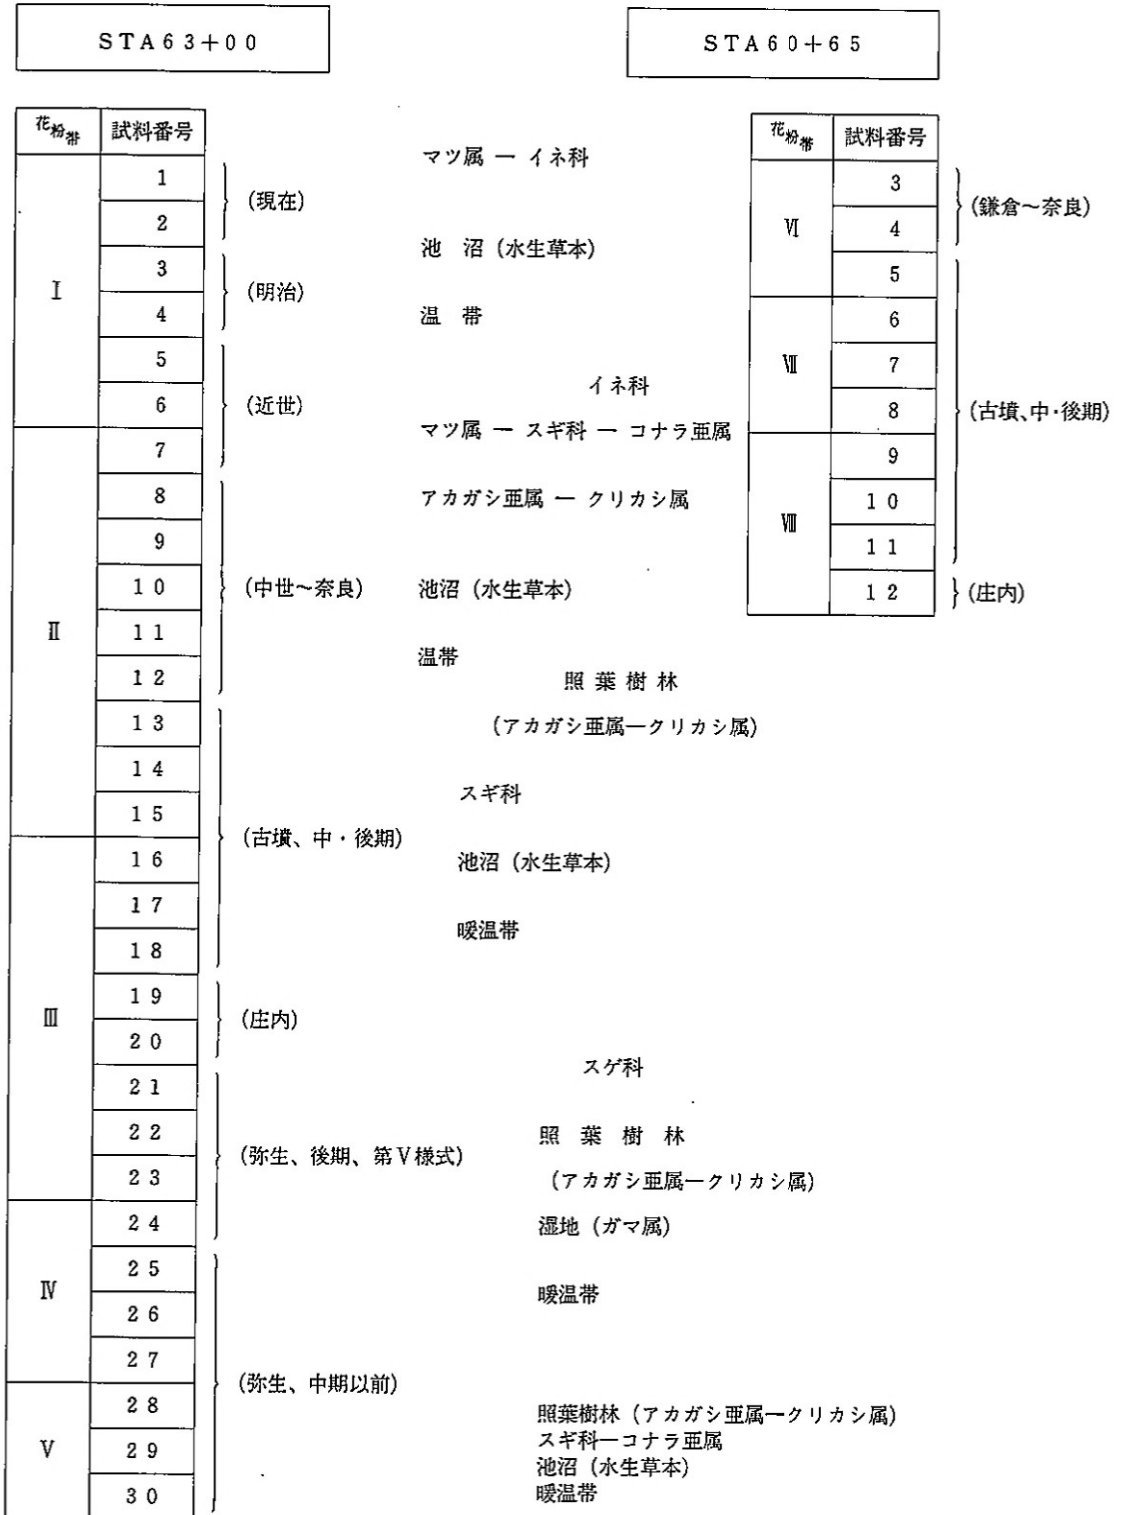 STA63+00
STA60+65
花粉帯 試料番号
I
1
2
3
4
5
6
(現在)
(明治)
(近世)
マツ属 ー イネ科
池 沼 (水生草本)
温 帯
II
7
8
9
10
11
12
13
14
15
(中世〜奈良)
イネ科
マツ属 ー スギ科 ー コナラ亜属
アカガシ亜属 ー クリカシ属
池沼 (水生草本)
温帯
III
16
17
18
19
20
21
22
23
(古墳、中・後期)
(庄内)
(弥生、後期、第V様式)
照葉樹林
(アカガシ亜属ークリカシ属)
スギ科
池沼 (水生草本)
暖温帯
IV
24
25
26
27
スゲ科
照葉樹林
(アカガシ亜属ークリカシ属)
湿地 (ガマ属)
暖温帯
V
28
29
30
(弥生、中期以前)
照葉樹林 (アカガシ亜属ークリカシ属)
スギ科ーコナラ亜属
池沼 (水生草本)
暖温帯
花粉帯 試料番号
VI
3
4
5
(鎌倉〜奈良)
VII
6
7
8
(古墳、中・後期)
VIII
9
10
11
12
(庄内)